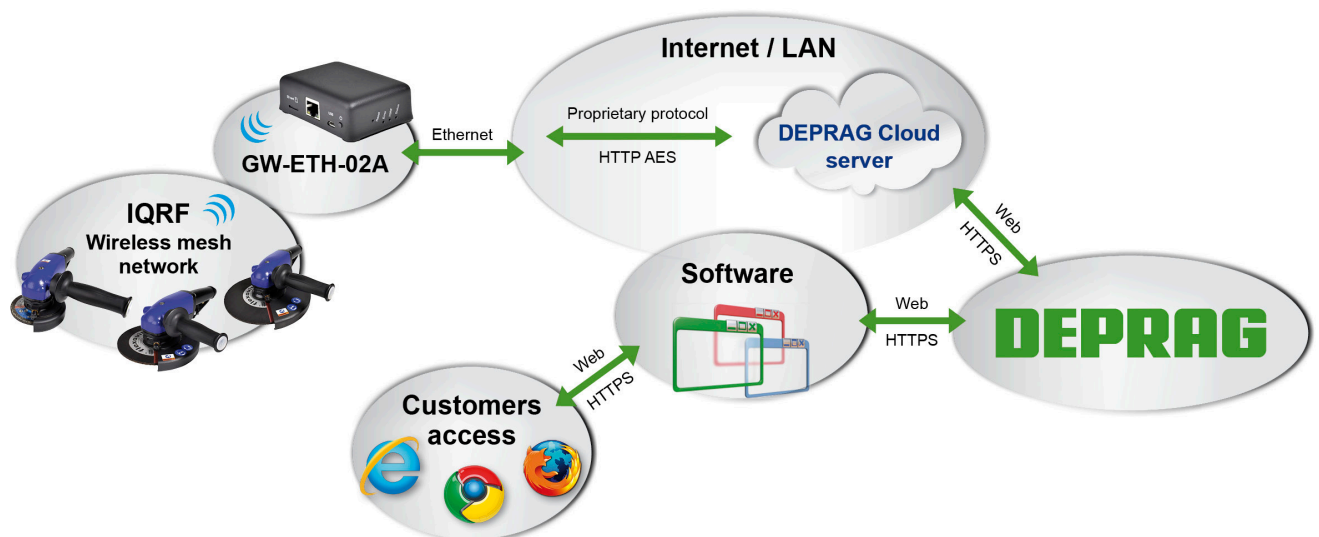 Internet / LAN
Proprietary protocol
HTTP AES
DEPRAG Cloud
server
Ethernet
GW-ETH-02A
IQRF
Wireless mesh
network
Web
HTTPS
Software
Web
HTTPS
DEPRAG
Web
HTTPS
Customers
access